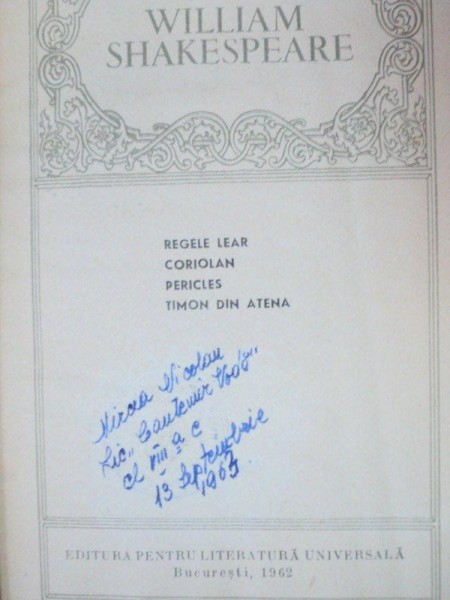 WILLIAM
SHAKESPEARE
REGELE LEAR
CORIOLAN
PERICLES
TIMON DIN ATENA
Mircea Nicolau
Lic. „Cantemir Vodă”
cl VIII a C
13 Septembrie
1963
EDITURA PENTRU LITERATURĂ UNIVERSALĂ
București, 1962